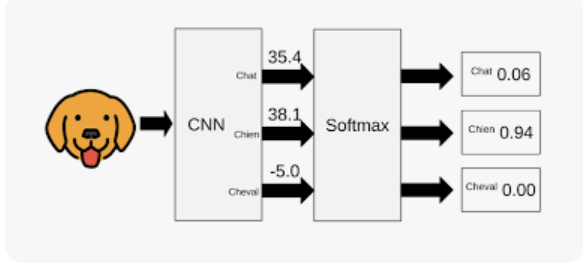 35.4
Chat
Chat 0.06
38.1
CNN
Chien
Softmax
Chien 0.94
-5.0
Cheval
Cheval 0.00